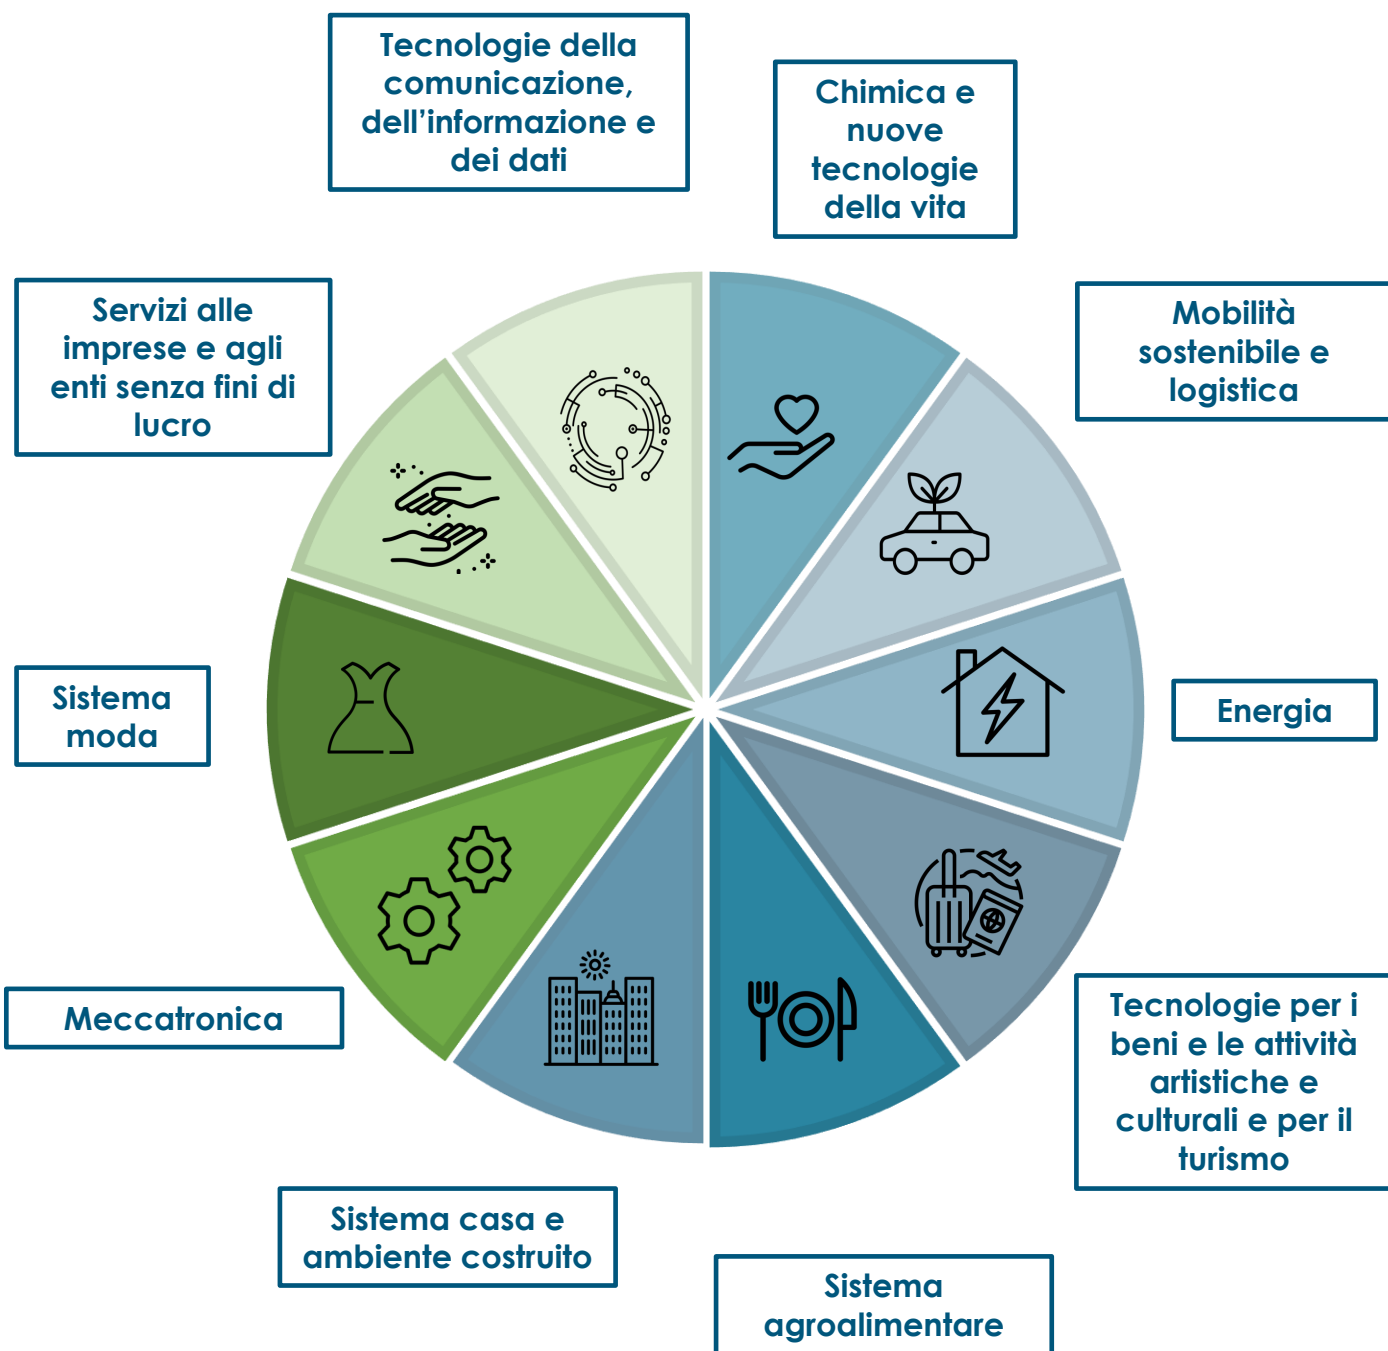 Tecnologie della
comunicazione,
dell’informazione e
dei dati
Chimica e
nuove
tecnologie
della vita
Servizi alle
imprese e agli
enti senza fini di
lucro
Mobilità
sostenibile e
logistica
Sistema
moda
Energia
Meccatronica
Tecnologie per i
beni e le attività
artistiche e
culturali e per il
turismo
Sistema casa e
ambiente costruito
Sistema
agroalimentare